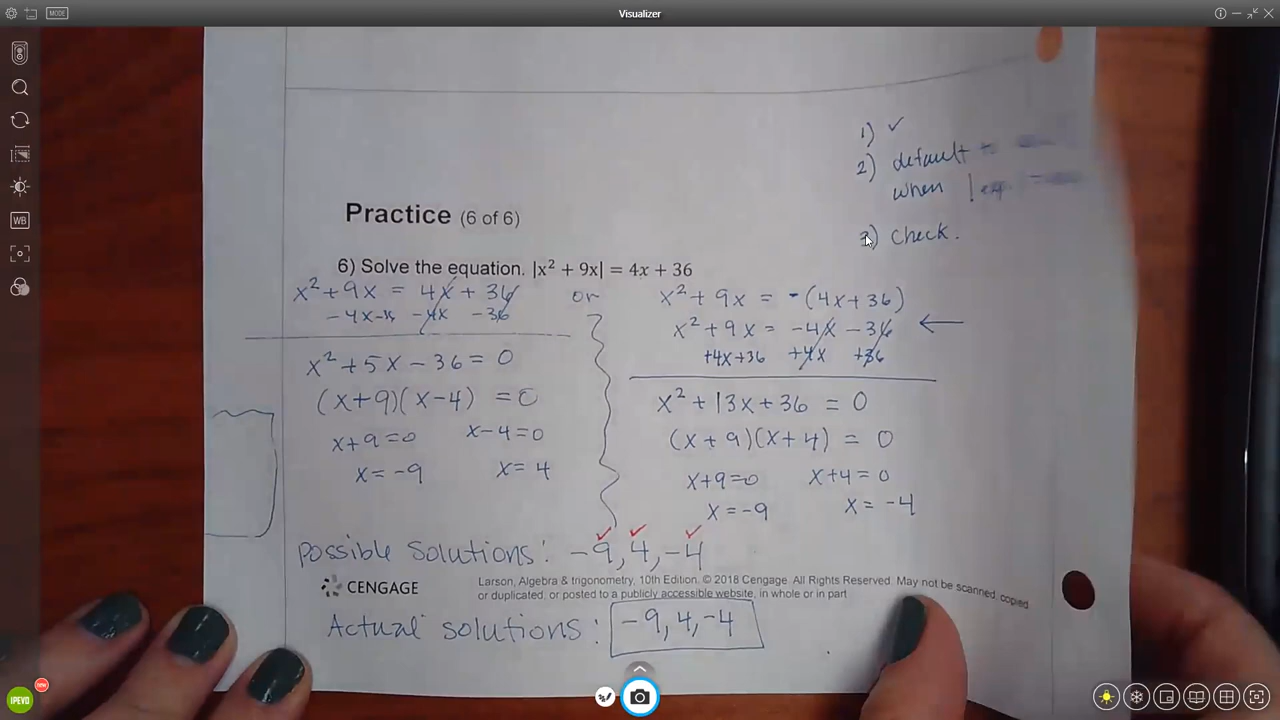 MODE
Visualizer
1) ✓
2) default to
when
3) Check.
Practice (6 of 6)
6) Solve the equation. |x² + 9x| = 4x + 36
x² + 9x = 4x + 36 or x² + 9x = -(4x + 36)
-4x-36 -4x -36
x² + 9x = -4x - 36 ←
+4x+36 +4x +36
x² + 5x - 36 = 0
x² + 13x + 36 = 0
(x+9)(x-4) = 0
(x+9)(x+4) = 0
x+9=0 x-4=0
x+9=0 x+4=0
x=-9 x=4
x=-9 x=-4
possible solutions: -9, 4, -4
CENGAGE
Larson, Algebra & trigonometry, 10th Edition. © 2018 Cengage. All Rights Reserved. May not be scanned, copied
or duplicated, or posted to a publicly accessible website, in whole or in part
Actual solutions: -9, 4, -4
IPEVO
new
WB